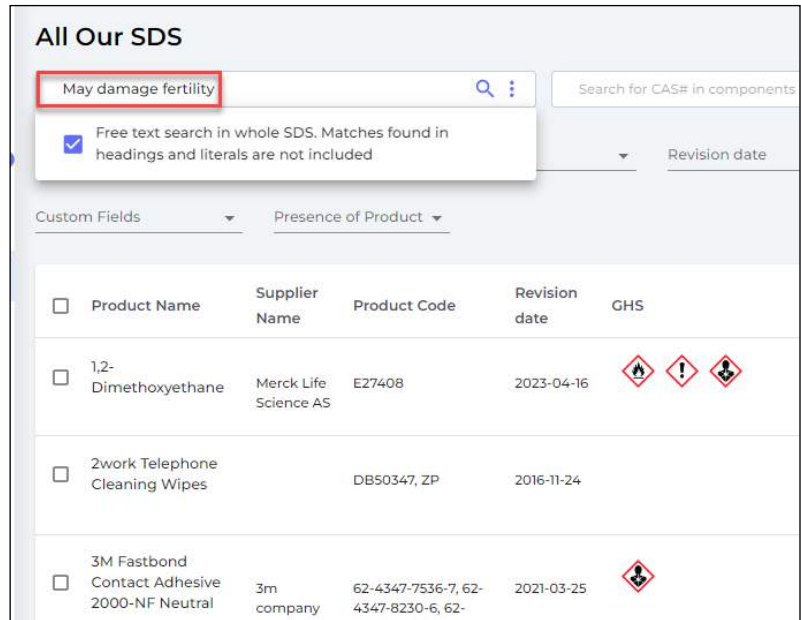 All Our SDS
May damage fertility
Search for CAS# in components
Free text search in whole SDS. Matches found in
headings and literals are not included
Revision date
Custom Fields
Presence of Product
Product Name
Supplier
Name
Product Code
Revision
date
GHS
1,2-
Dimethoxyethane
Merck Life
Science AS
E27408
2023-04-16
2work Telephone
Cleaning Wipes
DB50347, ZP
2016-11-24
3M Fastbond
Contact Adhesive
2000-NF Neutral
3m
company
62-4347-7536-7, 62-
4347-8230-6, 62-
2021-03-25